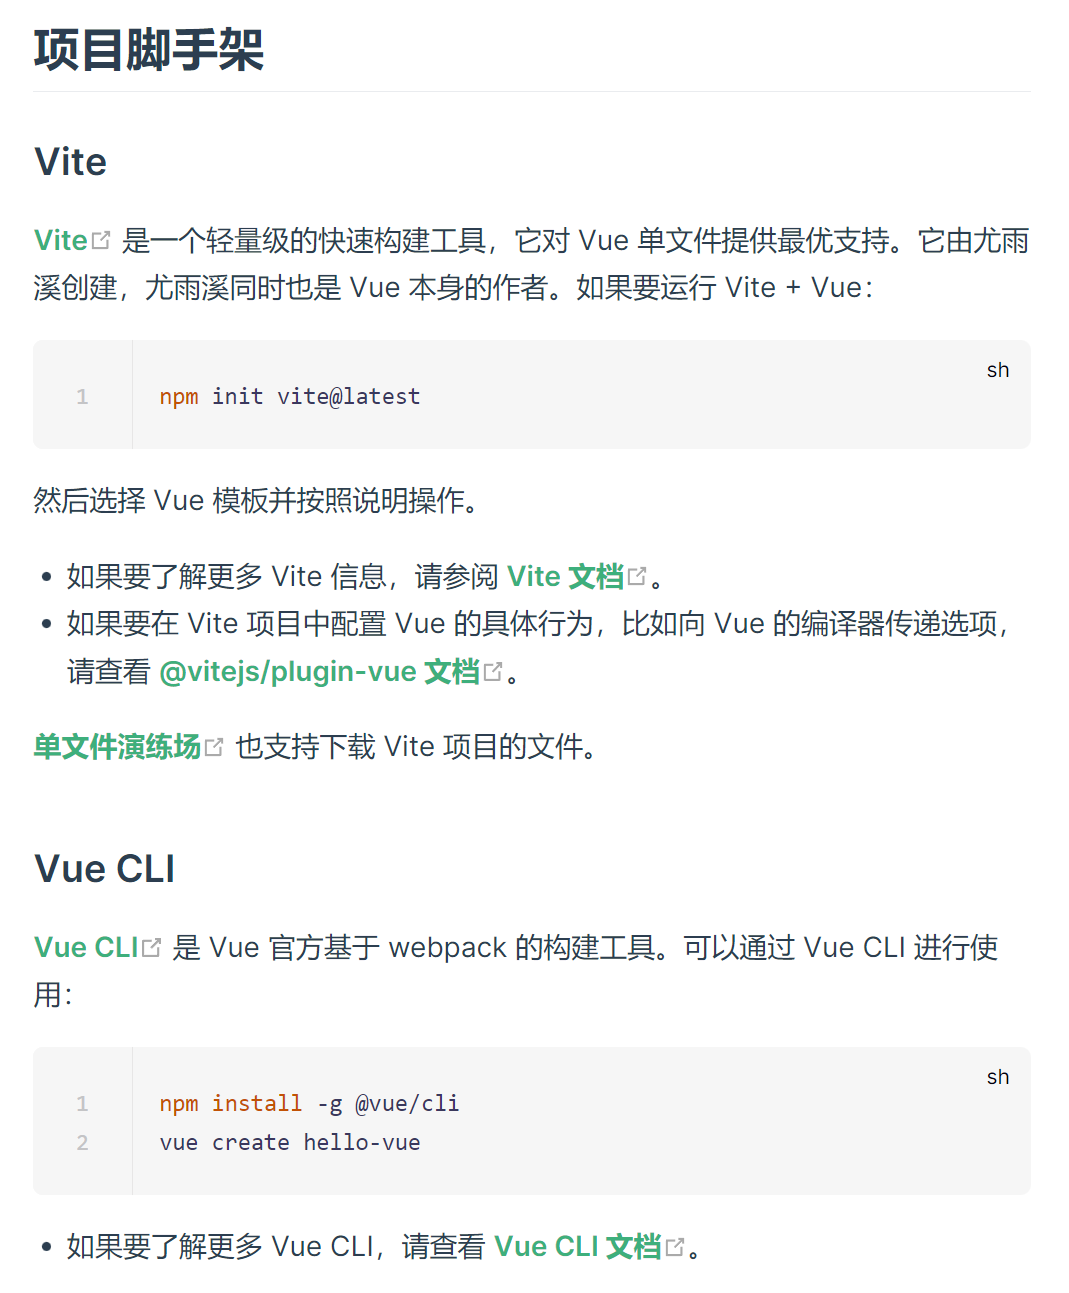 项目脚手架
Vite
Vite 是一个轻量级的快速构建工具，它对 Vue 单文件提供最优支持。它由尤雨
溪创建，尤雨溪同时也是 Vue 本身的作者。如果要运行 Vite + Vue：
sh
1 npm init vite@latest
然后选择 Vue 模板并按照说明操作。
• 如果要了解更多 Vite 信息，请参阅 Vite 文档。
• 如果要在 Vite 项目中配置 Vue 的具体行为，比如向 Vue 的编译器传递选项，
请查看 @vitejs/plugin-vue 文档。
单文件演练场 也支持下载 Vite 项目的文件。
Vue CLI
Vue CLI 是 Vue 官方基于 webpack 的构建工具。可以通过 Vue CLI 进行使
用：
sh
1 npm install -g @vue/cli
2 vue create hello-vue
• 如果要了解更多 Vue CLI，请查看 Vue CLI 文档。